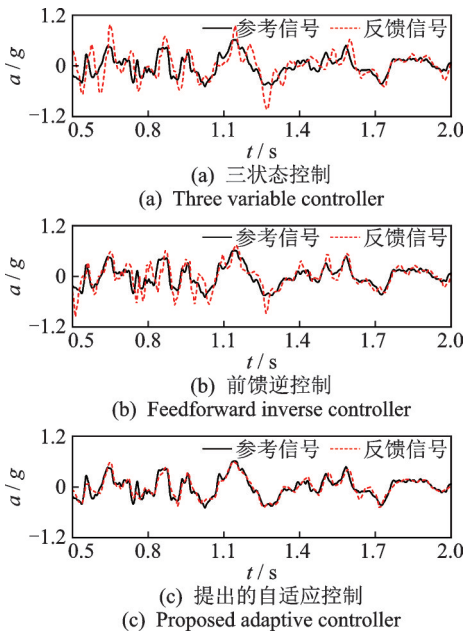 1.2
参考信号 反馈信号
0
a / g
−1.2
0.5 0.8 1.1 1.4 1.7 2.0
t / s
(a) 三状态控制
(a) Three variable controller
1.2
参考信号 反馈信号
0
a / g
−1.2
0.5 0.8 1.1 1.4 1.7 2.0
t / s
(b) 前馈逆控制
(b) Feedforward inverse controller
1.2
参考信号 反馈信号
0
a / g
−1.2
0.5 0.8 1.1 1.4 1.7 2.0
t / s
(c) 提出的自适应控制
(c) Proposed adaptive controller